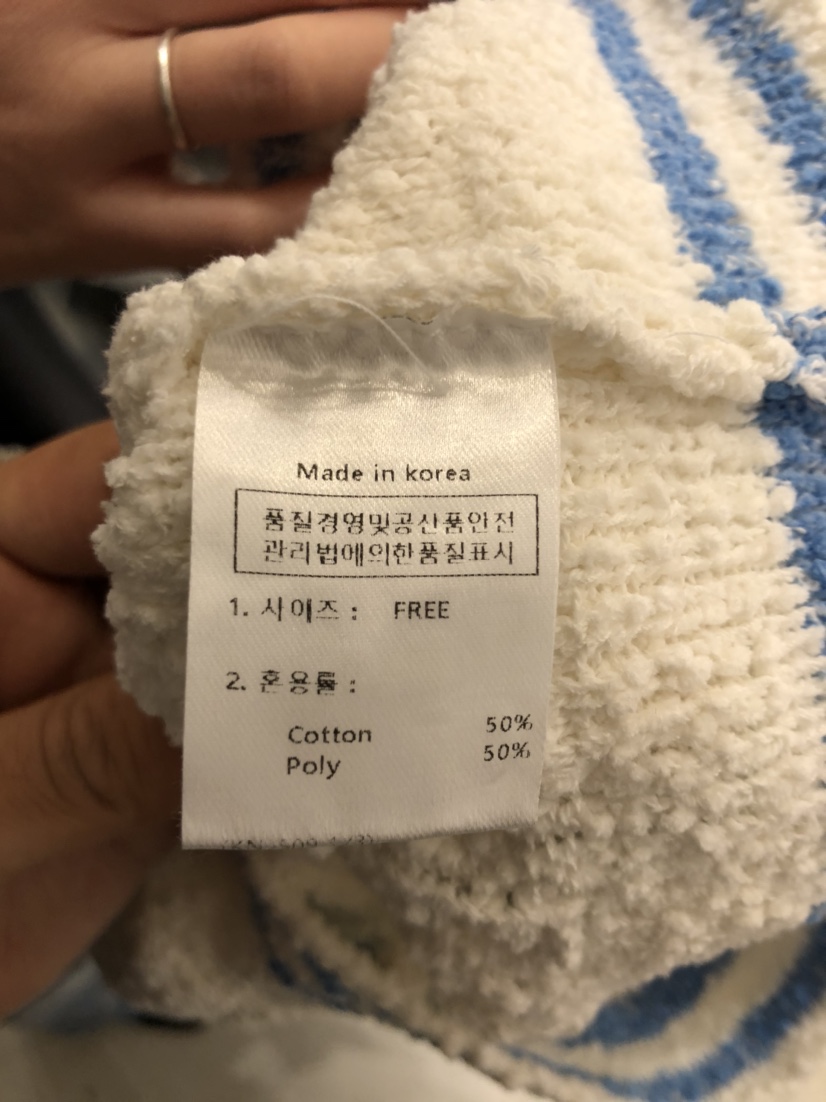 Made in korea
품질경영및공산품안전
관리법에의한품질표시
1. 사이즈 : FREE
2. 혼용률 :
Cotton 50%
Poly 50%